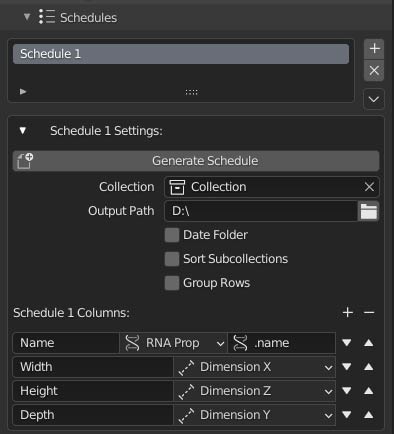 Schedules
Schedule 1
Schedule 1 Settings:
Generate Schedule
Collection Collection
Output Path D:\
Date Folder
Sort Subcollections
Group Rows
Schedule 1 Columns:
Name RNA Prop .name
Width Dimension X
Height Dimension Z
Depth Dimension Y